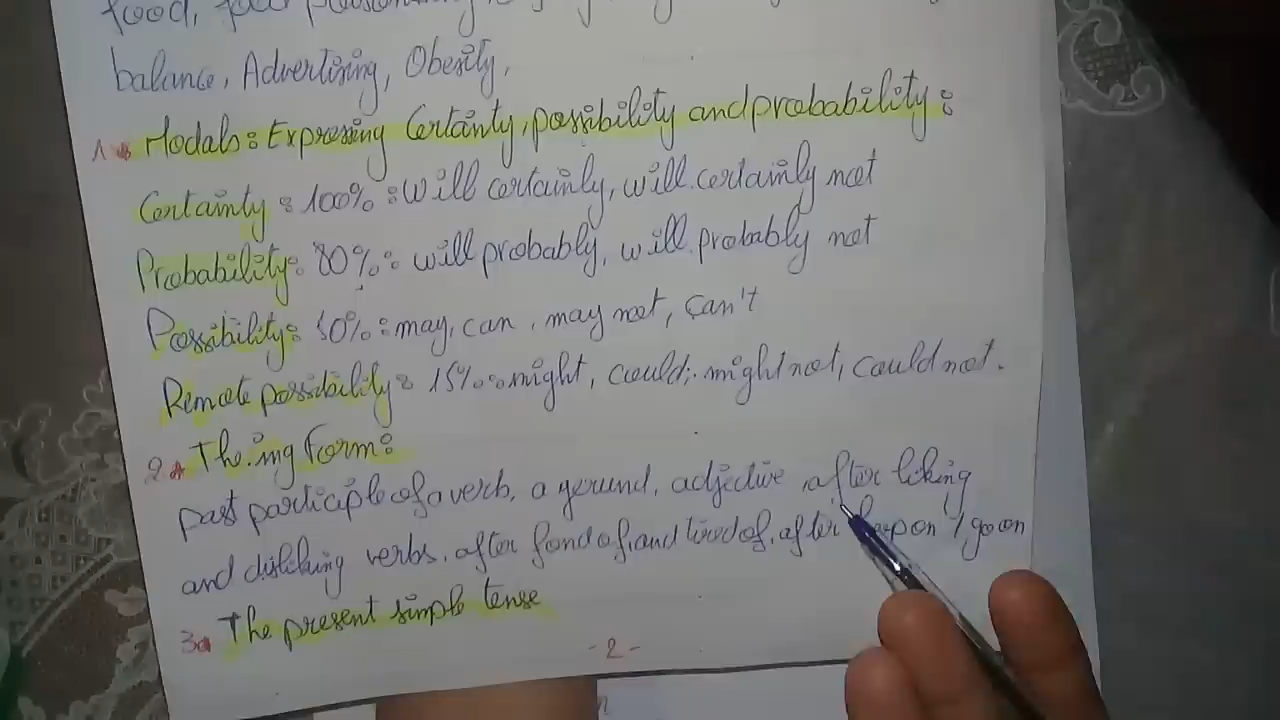 food,
balance, Advertising, Obesity,
1 Modals: Expressing Certainty, possibility and probability:
Certainty: 100%: will certainly, will certainly not
Probability: 80%: will probably, will probably not
Possibility: 50%: may, can, may not, can't
Remote possibility: 15%: might, could, might not, could not.
2 The.ing form:
past participle of a verb, a gerund, adjective, after liking
and disliking verbs. after fond of, and tired of, after keep on / go on
3 The present simple tense
-2-